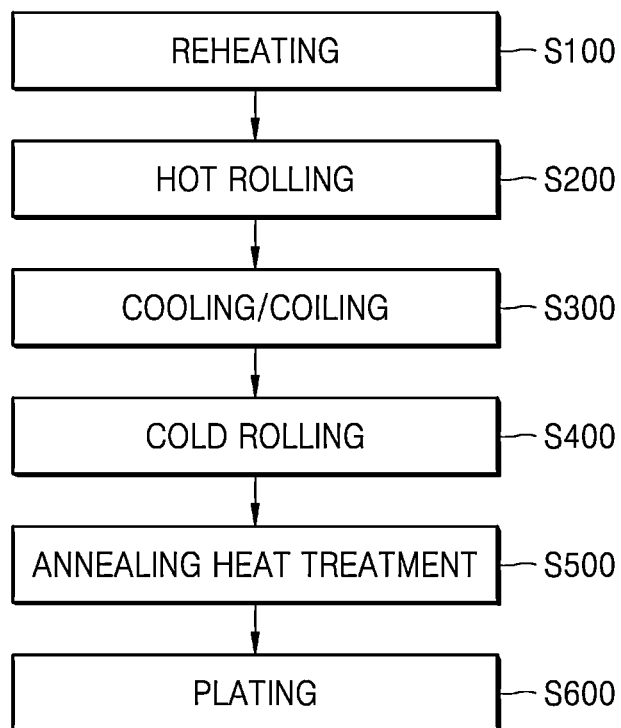 REHEATING S100
HOT ROLLING S200
COOLING/COILING S300
COLD ROLLING S400
ANNEALING HEAT TREATMENT S500
PLATING S600